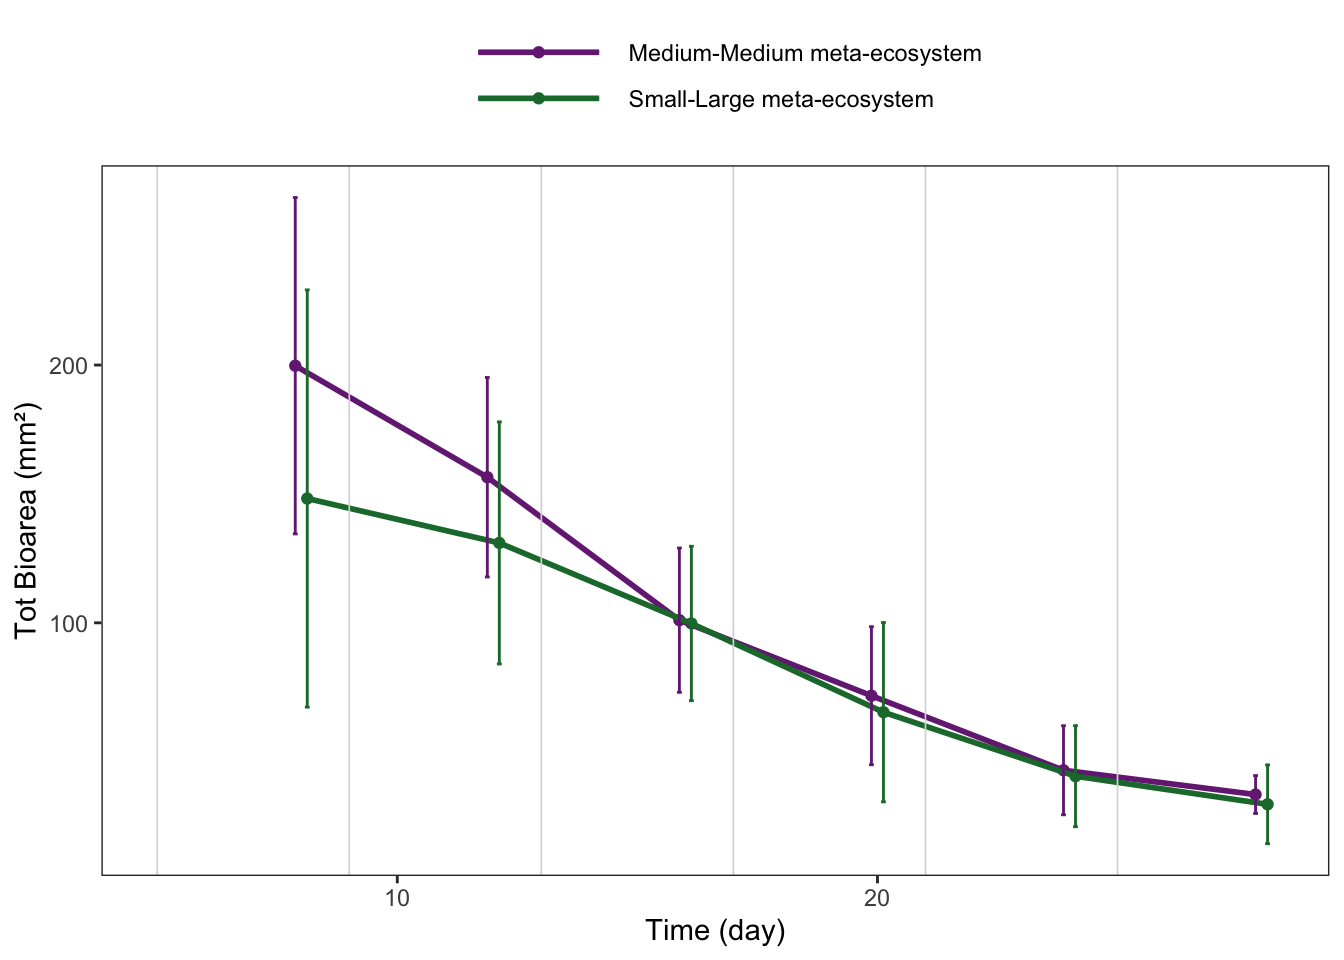 Medium-Medium meta-ecosystem
Small-Large meta-ecosystem
200
100
Tot Bioarea (mm²)
10
20
Time (day)